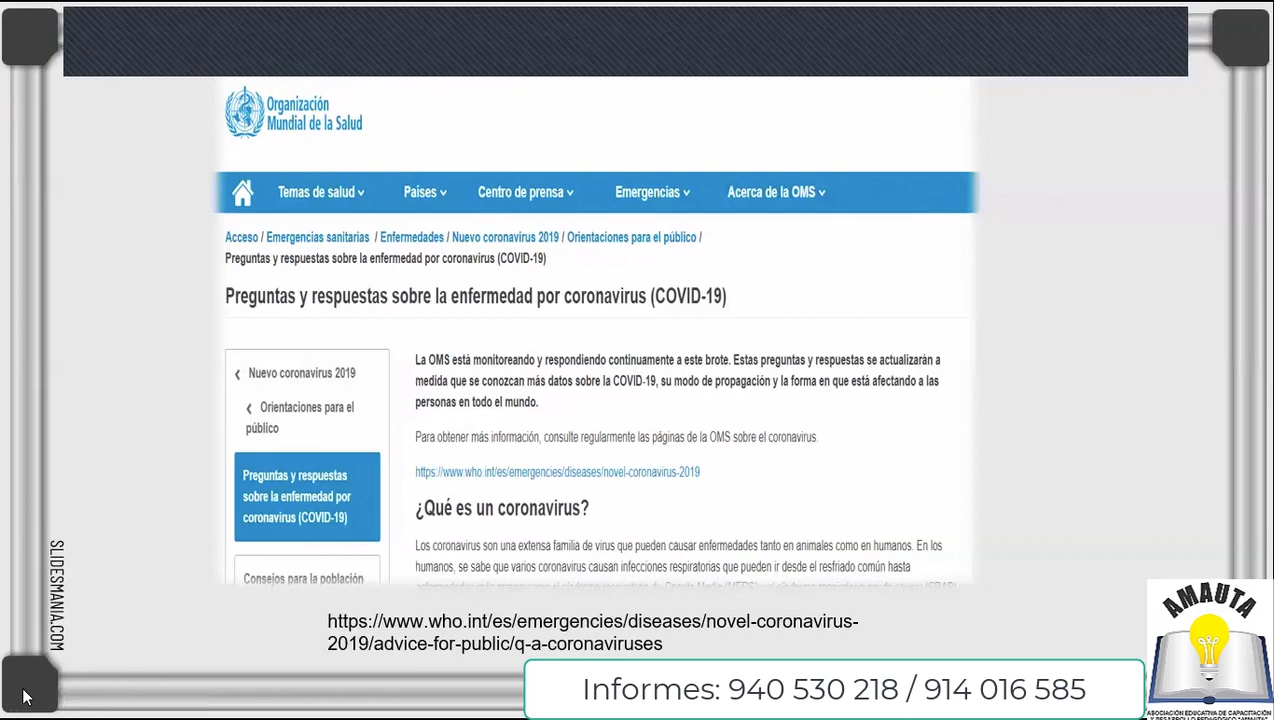 Organización
Mundial de la Salud
Temas de salud Países Centro de prensa Emergencias Acerca de la OMS
Acceso / Emergencias sanitarias / Enfermedades / Nuevo coronavirus 2019 / Orientaciones para el público /
Preguntas y respuestas sobre la enfermedad por coronavirus (COVID-19)
Preguntas y respuestas sobre la enfermedad por coronavirus (COVID-19)
Nuevo coronavirus 2019
Orientaciones para el
público
Preguntas y respuestas
sobre la enfermedad por
coronavirus (COVID-19)
Consejos para la población
La OMS está monitoreando y respondiendo continuamente a este brote. Estas preguntas y respuestas se actualizarán a
medida que se conozcan más datos sobre la COVID-19, su modo de propagación y la forma en que está afectando a las
personas en todo el mundo.
Para obtener más información, consulte regularmente las páginas de la OMS sobre el coronavirus.
https://www.who.int/es/emergencies/diseases/novel-coronavirus-2019
¿Qué es un coronavirus?
Los coronavirus son una extensa familia de virus que pueden causar enfermedades tanto en animales como en humanos. En los
humanos, se sabe que varios coronavirus causan infecciones respiratorias que pueden ir desde el resfriado común hasta
https://www.who.int/es/emergencies/diseases/novel-coronavirus-
2019/advice-for-public/q-a-coronaviruses
SLIDESMANIA.COM
Informes: 940 530 218 / 914 016 585
AMAUTA
ASOCIACIÓN EDUCATIVA DE CAPACITACIÓN